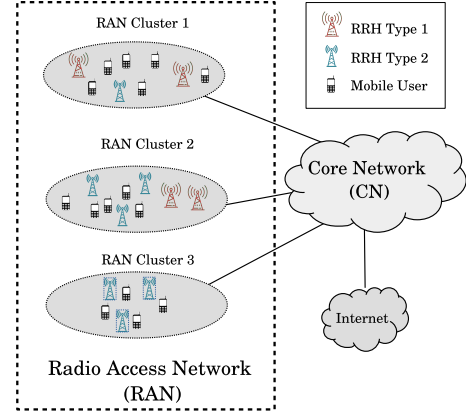 RAN Cluster 1
RRH Type 1
RRH Type 2
Mobile User
RAN Cluster 2
Core Network
(CN)
RAN Cluster 3
Internet
Radio Access Network
(RAN)